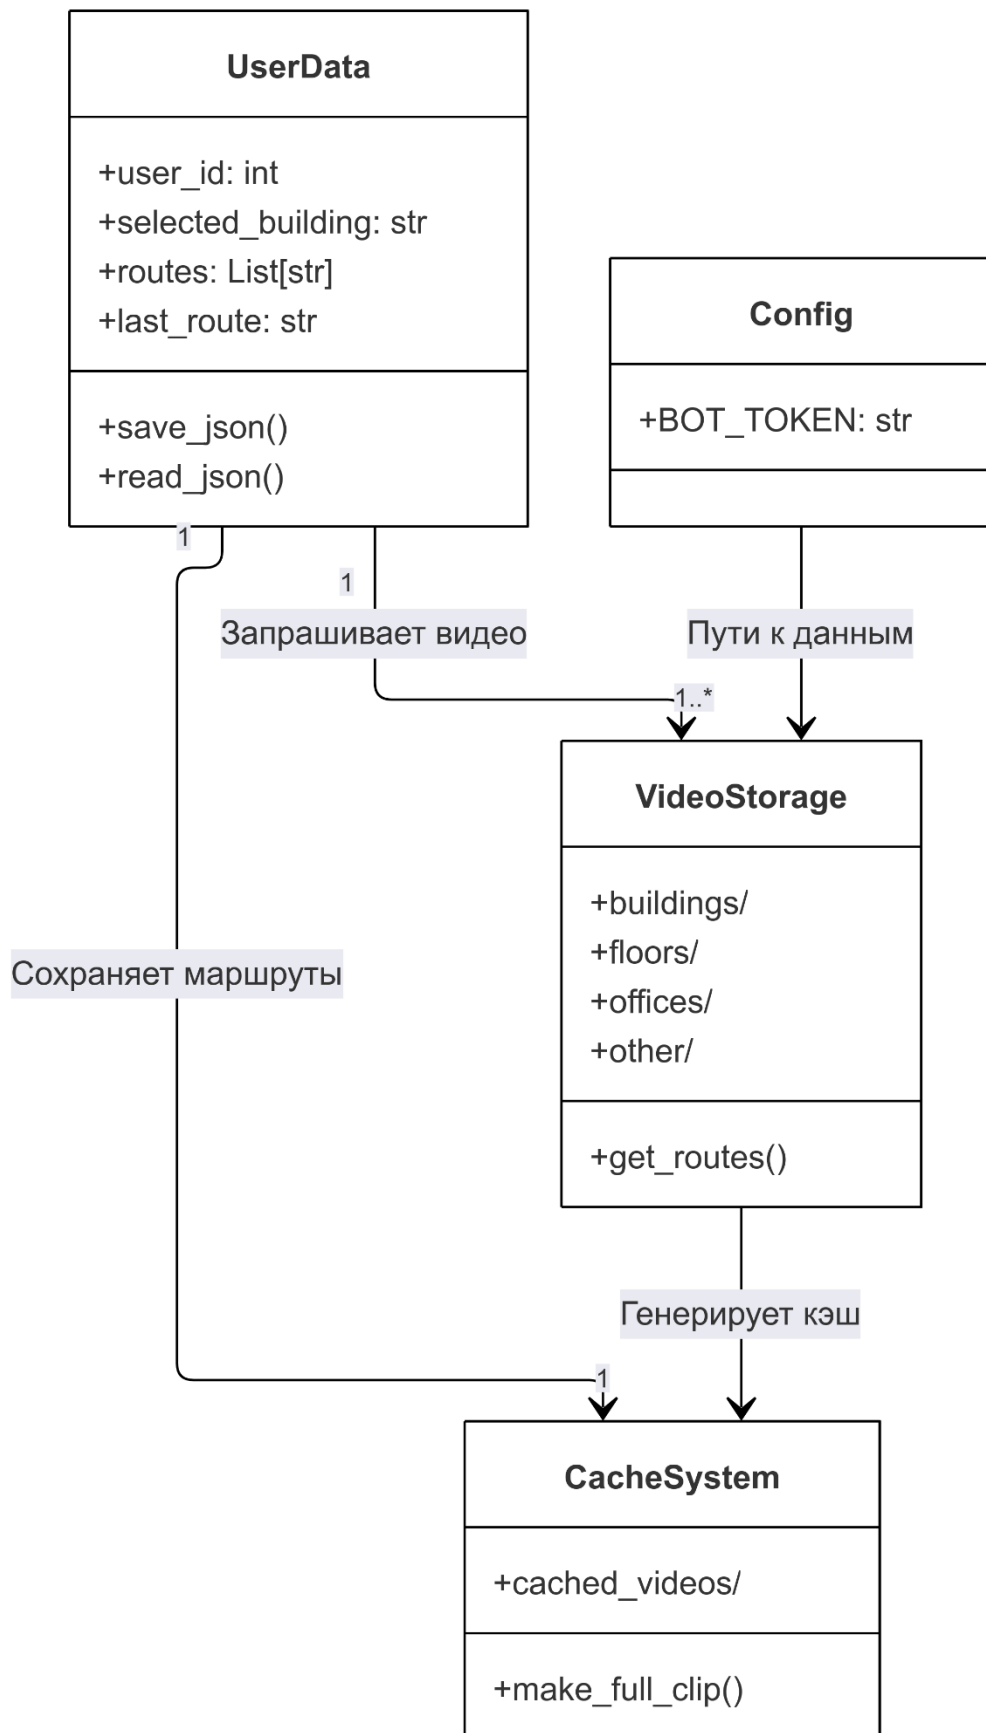 UserData
+user_id: int
+selected_building: str
+routes: List[str]
+last_route: str
+save_json()
+read_json()
Config
+BOT_TOKEN: str
1
1
Запрашивает видео
Пути к данным
1..*
VideoStorage
+buildings/
+floors/
+offices/
+other/
+get_routes()
Сохраняет маршруты
Генерирует кэш
1
CacheSystem
+cached_videos/
+make_full_clip()